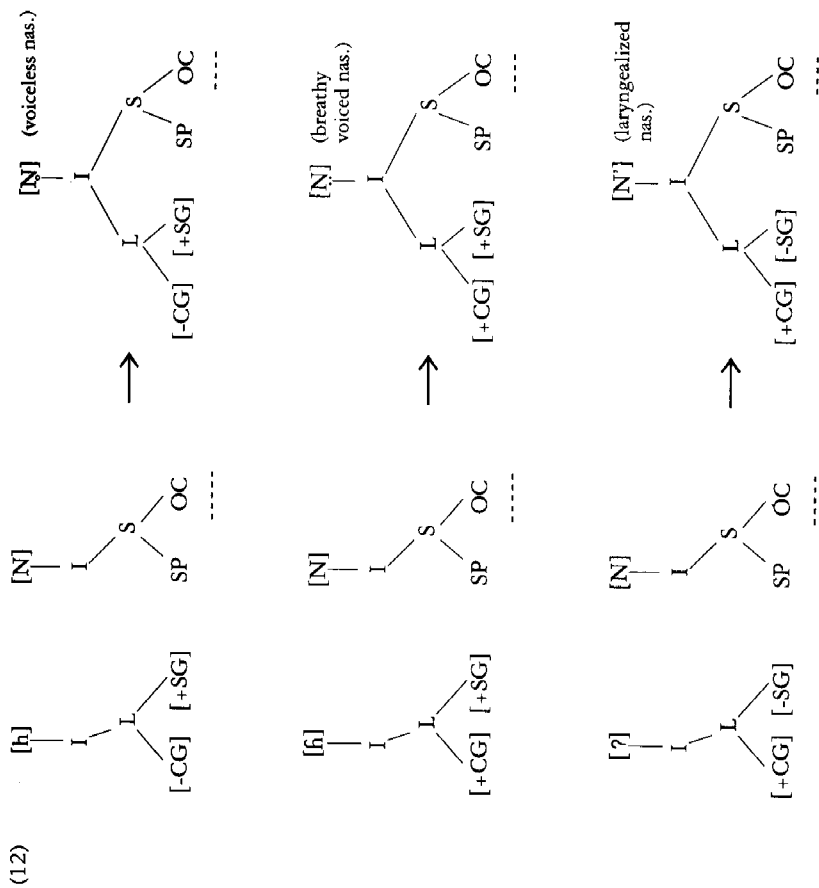 (12) [h] [N] [N̥] (voiceless nas.)
I I I
L S → L S
[-CG] [+SG] SP OC [-CG] [+SG] SP OC
[ɦ] [N] [N̤] (breathy
voiced nas.)
I I I
L S → L S
[+CG] [+SG] SP OC [+CG] [+SG] SP OC
[ʔ] [N] [N'] (laryngealized
nas.)
I I I
L S → L S
[+CG] [-SG] SP OC [+CG] [-SG] SP OC